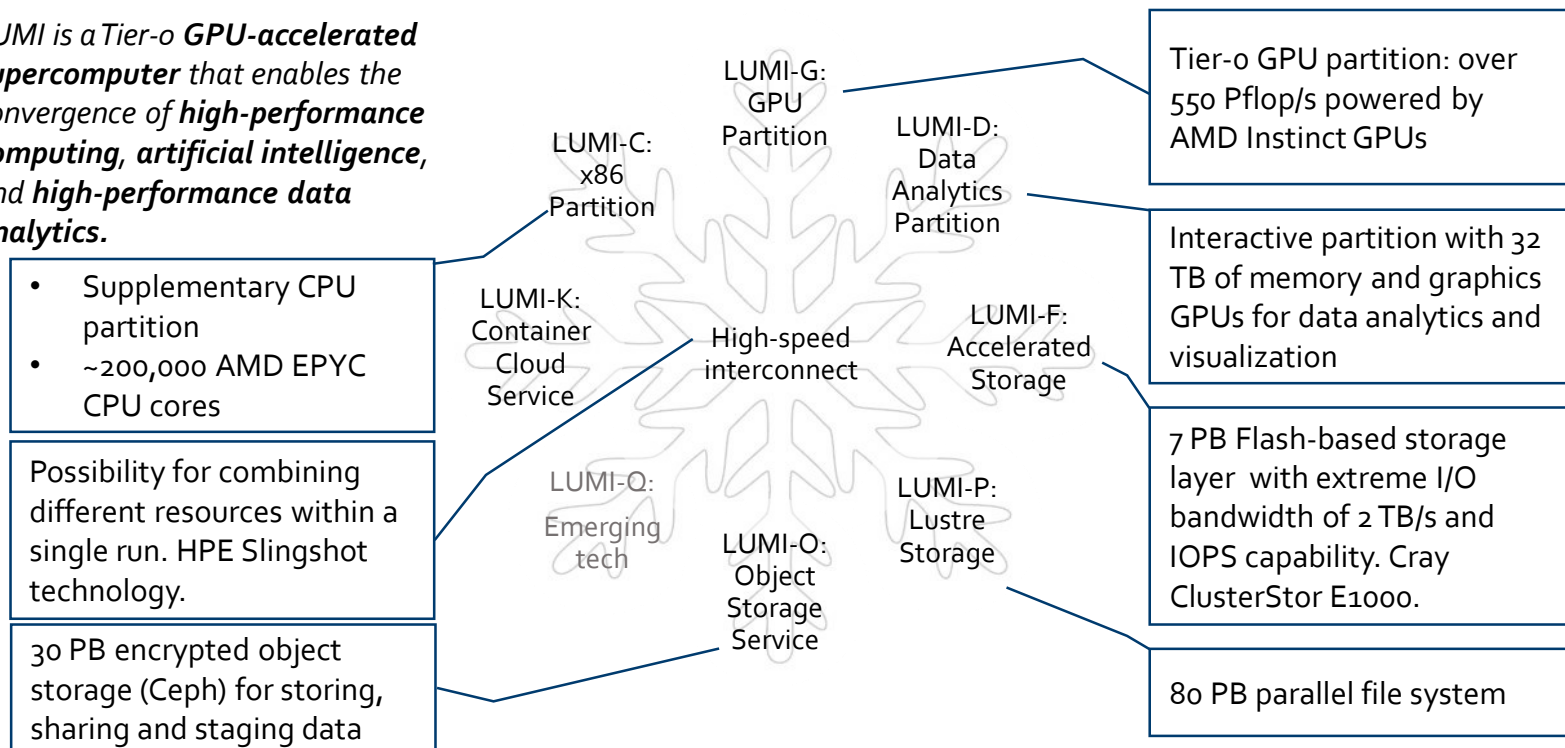 UMI is a Tier-0 GPU-accelerated
upercomputer that enables the
onvergence of high-performance
omputing, artificial intelligence,
nd high-performance data
nalytics.
LUMI-G:
GPU
Partition
Tier-0 GPU partition: over
550 Pflop/s powered by
AMD Instinct GPUs
LUMI-C:
x86
Partition
LUMI-D:
Data
Analytics
Partition
Interactive partition with 32
TB of memory and graphics
GPUs for data analytics and
visualization
• Supplementary CPU
partition
• ~200,000 AMD EPYC
CPU cores
LUMI-K:
Container
Cloud
Service
High-speed
interconnect
LUMI-F:
Accelerated
Storage
7 PB Flash-based storage
layer with extreme I/O
bandwidth of 2 TB/s and
IOPS capability. Cray
ClusterStor E1000.
Possibility for combining
different resources within a
single run. HPE Slingshot
technology.
LUMI-Q:
Emerging
tech
LUMI-O:
Object
Storage
Service
LUMI-P:
Lustre
Storage
30 PB encrypted object
storage (Ceph) for storing,
sharing and staging data
80 PB parallel file system